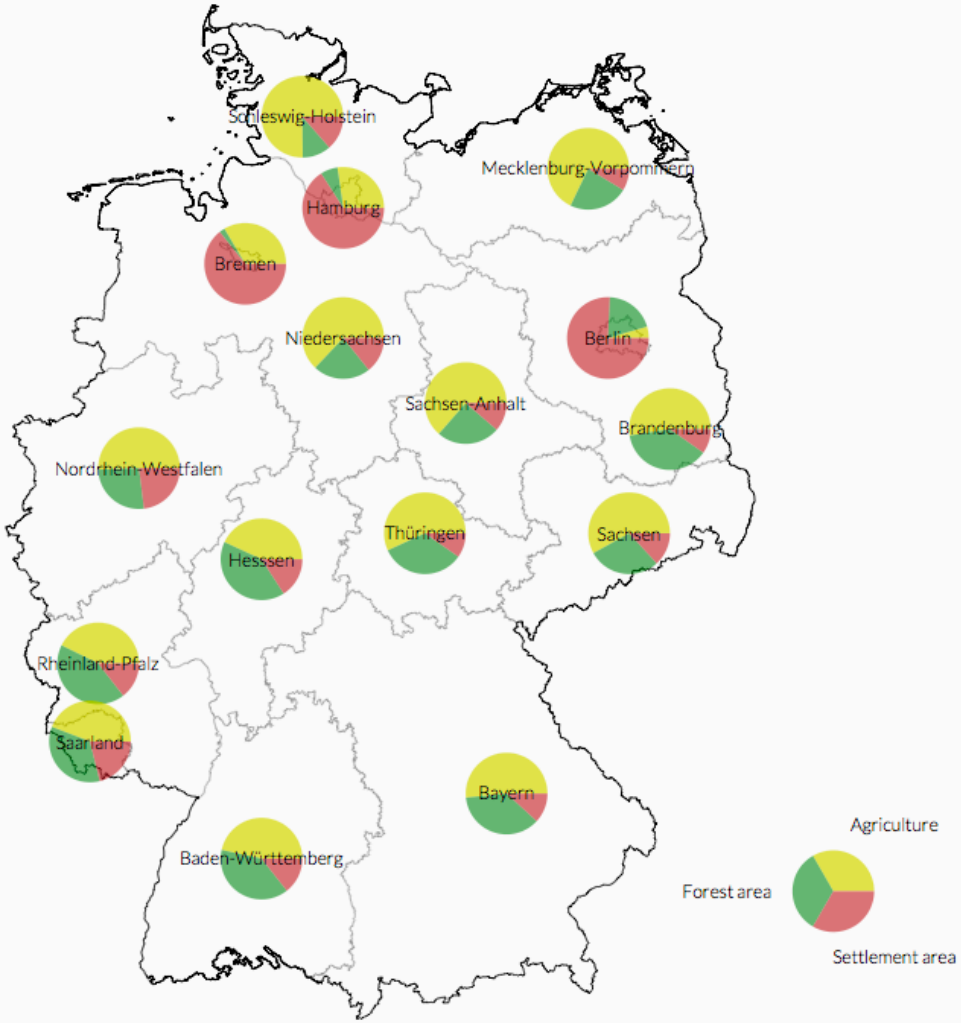 Schleswig-Holstein
Mecklenburg-Vorpommern
Hamburg
Bremen
Niedersachsen
Berlin
Sachsen-Anhalt
Brandenburg
Nordrhein-Westfalen
Thüringen
Sachsen
Hesssen
Rheinland-Pfalz
Saarland
Bayern
Baden-Württemberg
Agriculture
Forest area
Settlement area